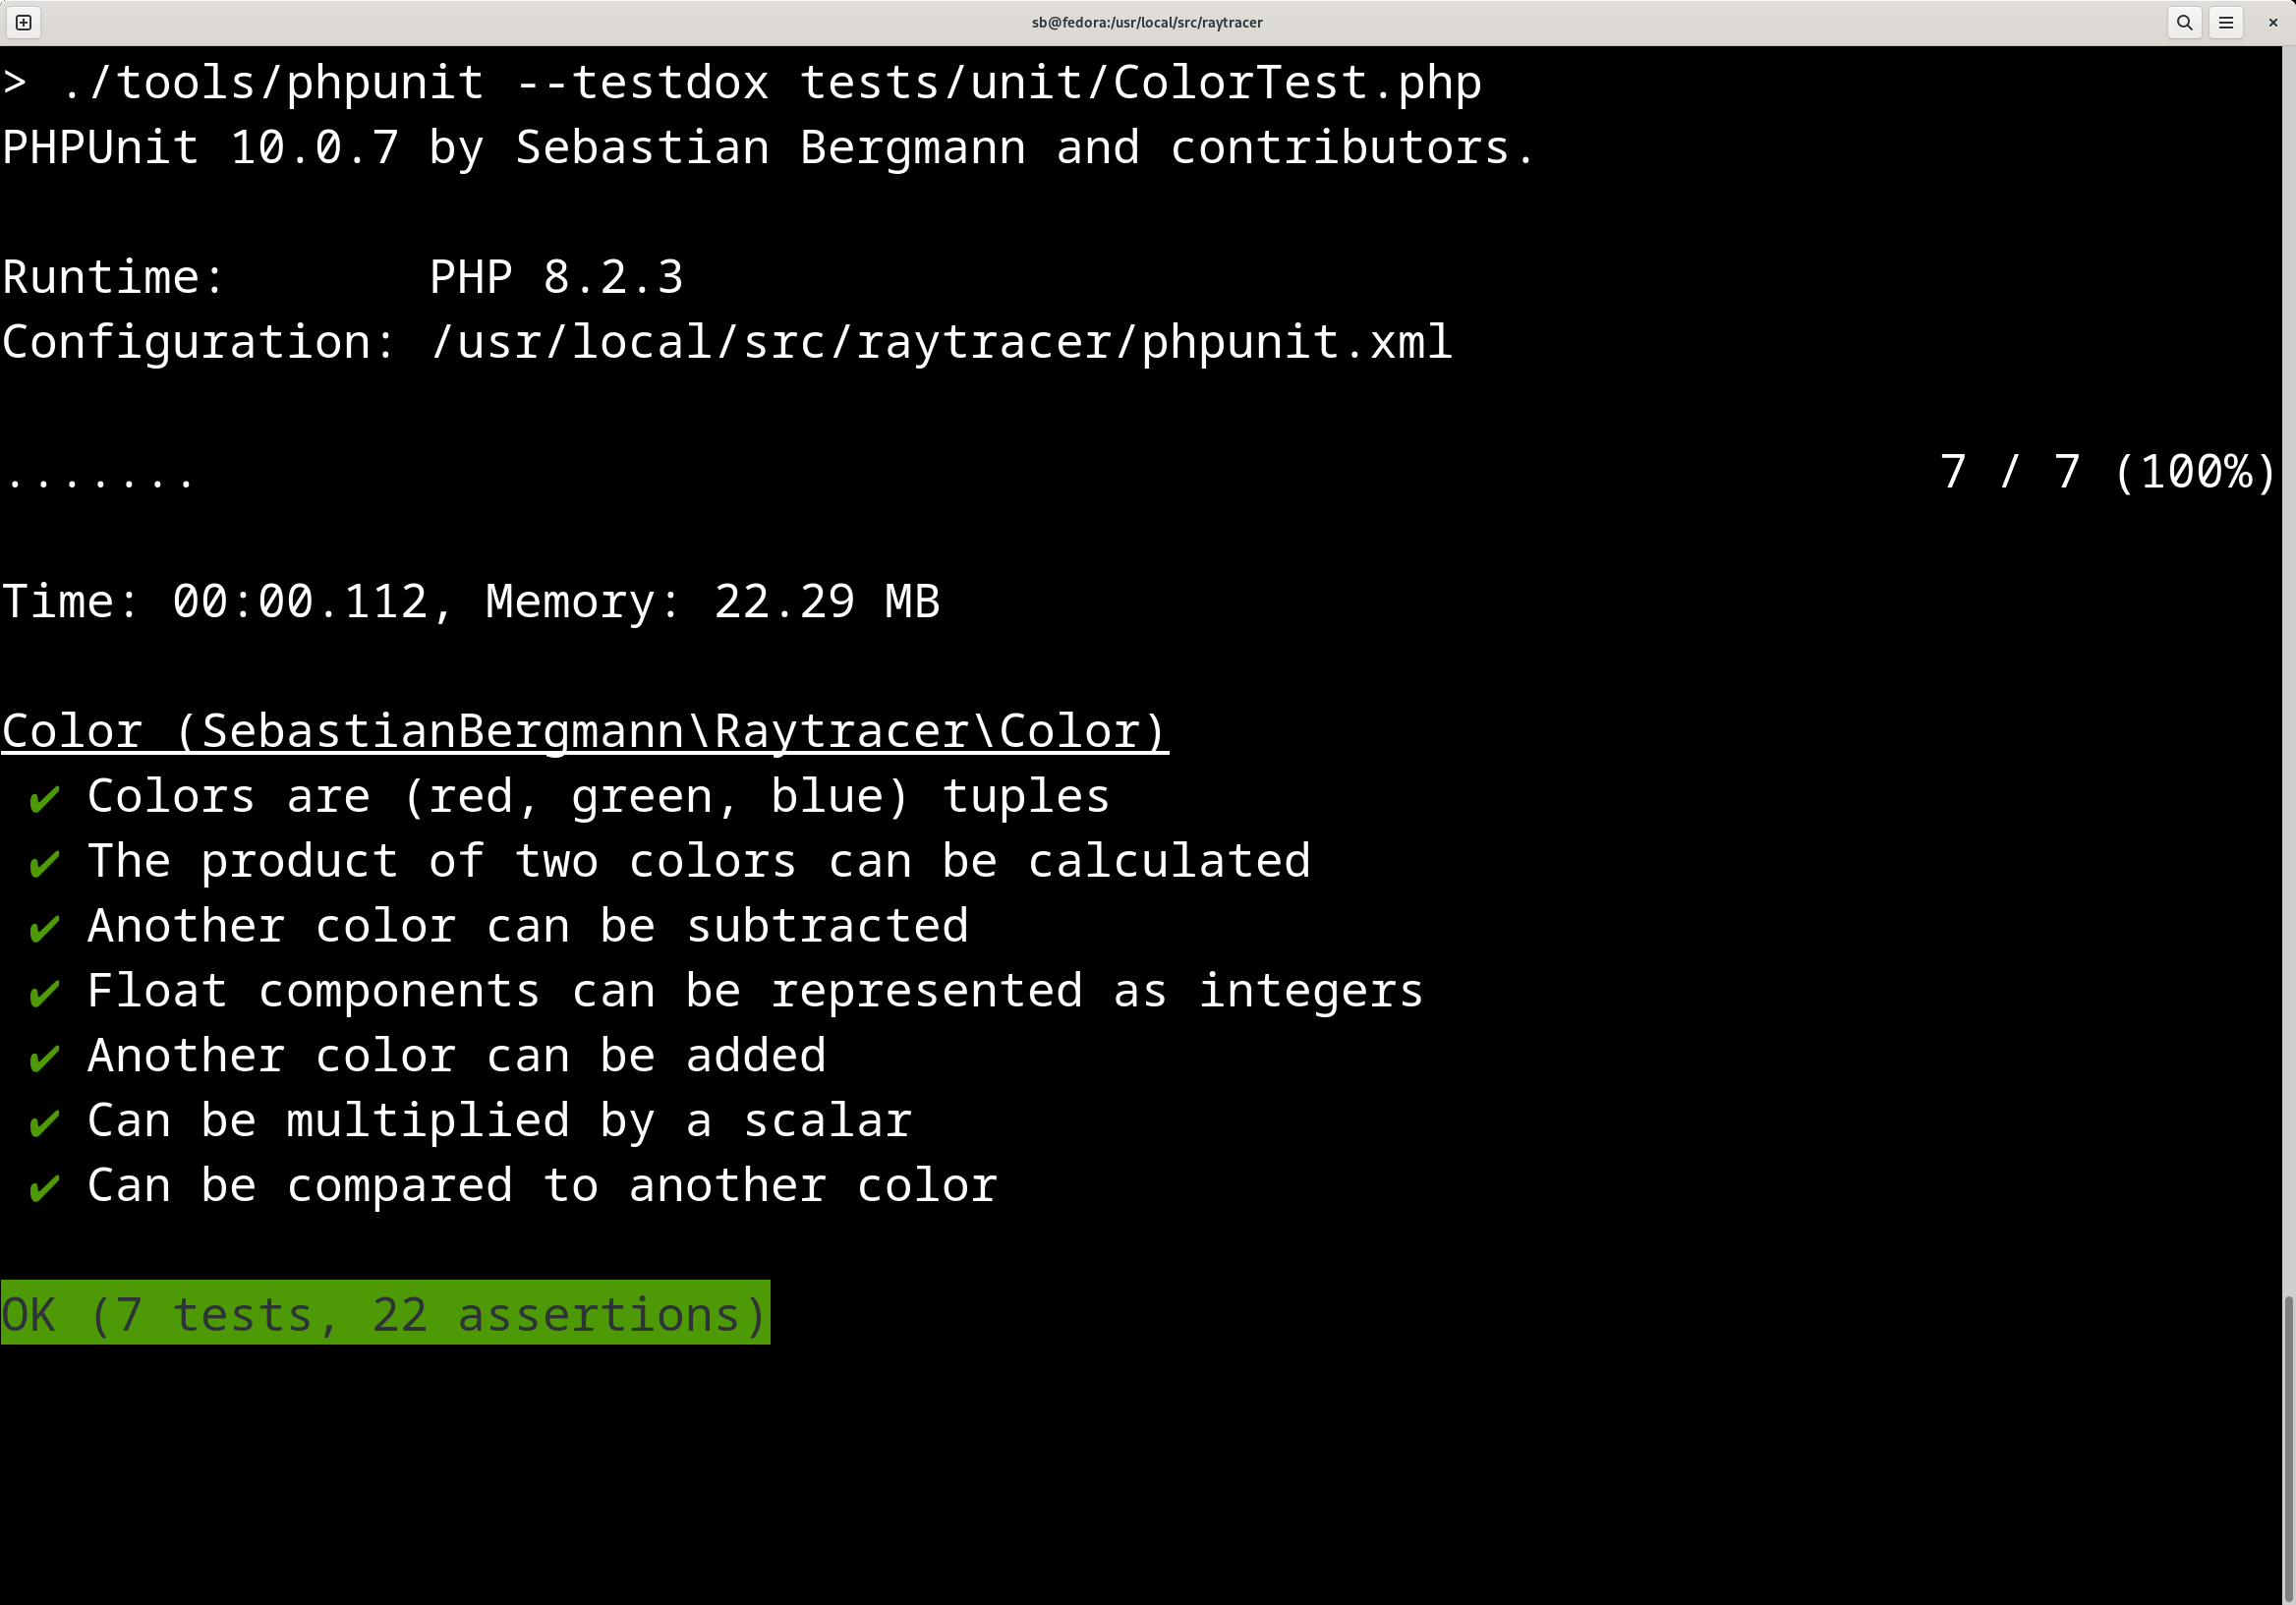 sb@fedora:/usr/local/src/raytracer
> ./tools/phpunit --testdox tests/unit/ColorTest.php
PHPUnit 10.0.7 by Sebastian Bergmann and contributors.
Runtime:       PHP 8.2.3
Configuration: /usr/local/src/raytracer/phpunit.xml
.......                                                             7 / 7 (100%)
Time: 00:00.112, Memory: 22.29 MB
Color (SebastianBergmann\Raytracer\Color)
✔ Colors are (red, green, blue) tuples
✔ The product of two colors can be calculated
✔ Another color can be subtracted
✔ Float components can be represented as integers
✔ Another color can be added
✔ Can be multiplied by a scalar
✔ Can be compared to another color
OK (7 tests, 22 assertions)